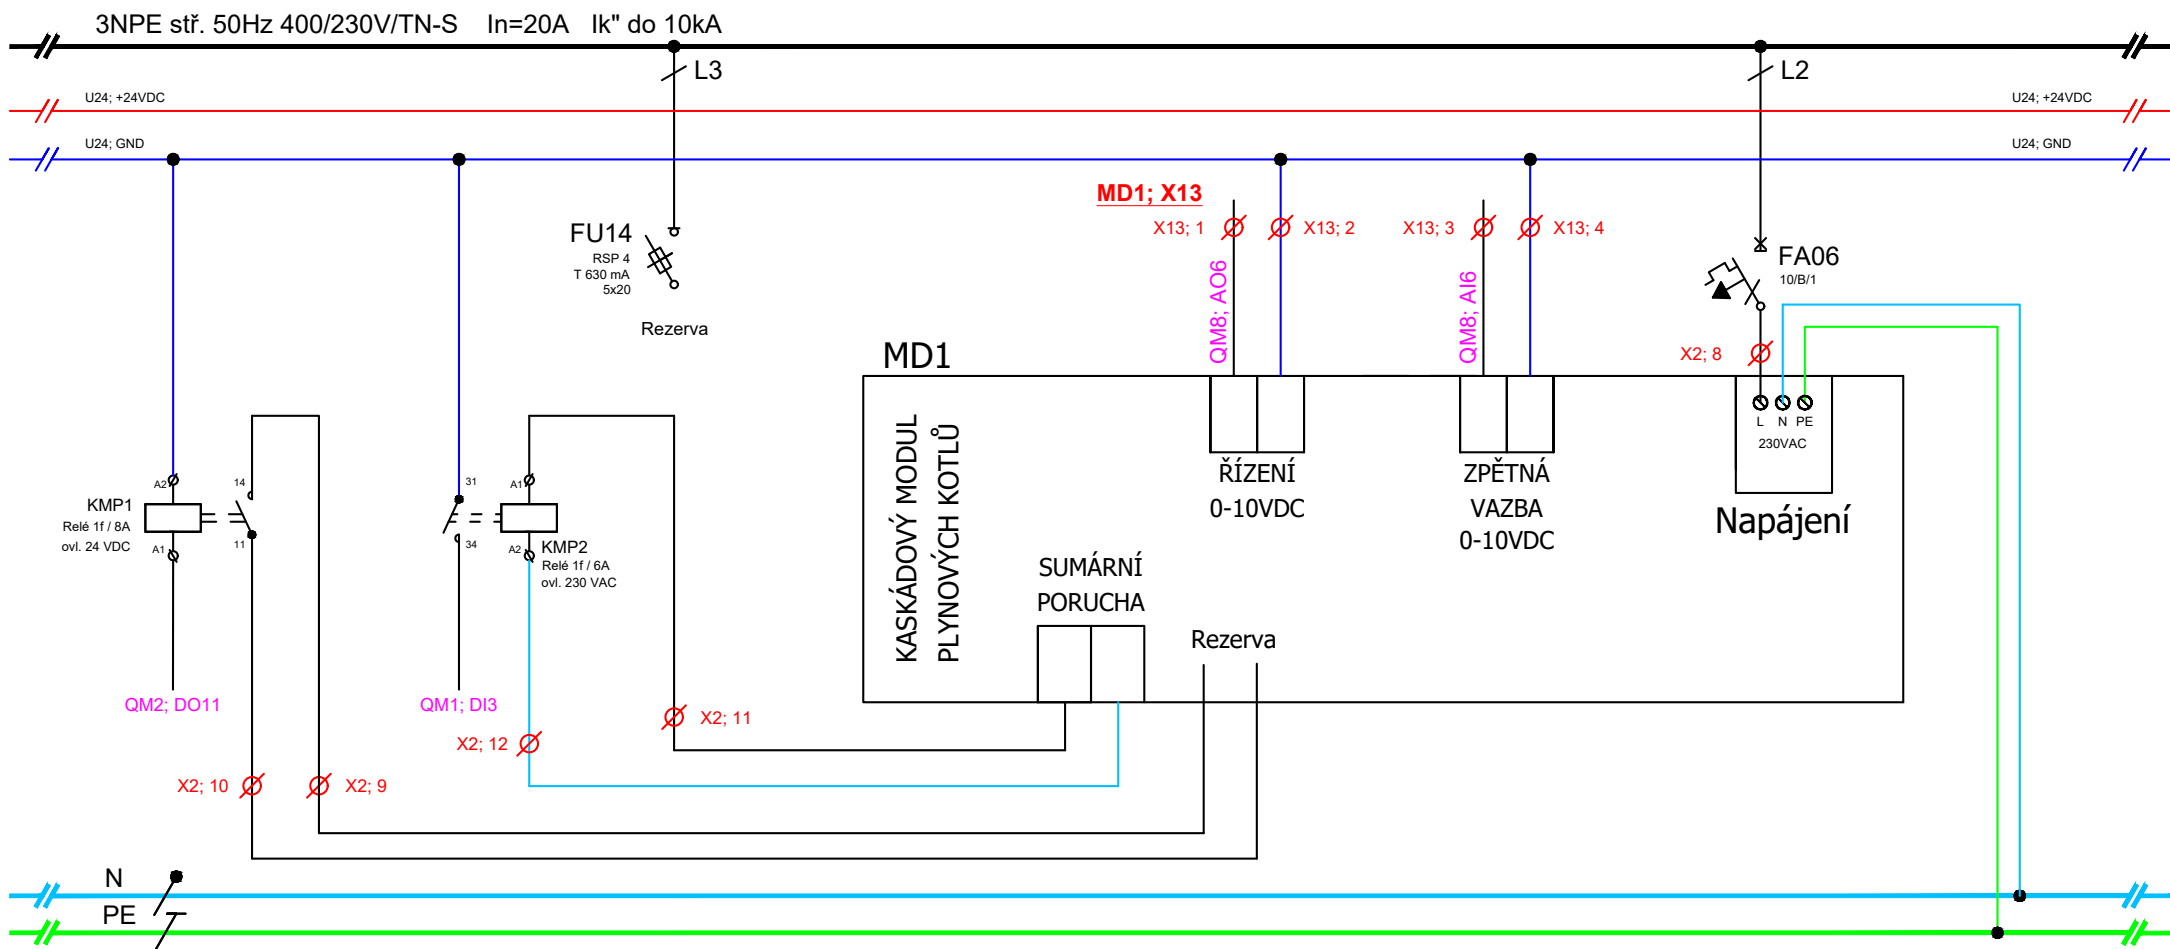 3NPE stř. 50Hz 400/230V/TN-S In=20A Ik" do 10kA
L3
L2
U24; +24VDC
U24; +24VDC
U24; GND
U24; GND
MD1; X13
X13; 1
X13; 2
X13; 3
X13; 4
FU14
RSP 4
T 630 mA
5x20
Rezerva
QM8; AO6
QM8; AI6
FA06
10/B/1
X2; 8
MD1
KASKÁDOVÝ MODUL
PLYNOVÝCH KOTLŮ
L N PE
230VAC
Napájení
ŘÍZENÍ
0-10VDC
ZPĚTNÁ
VAZBA
0-10VDC
SUMÁRNÍ
PORUCHA
Rezerva
A2
KMP1
Relé 1f / 8A
ovl. 24 VDC
A1
14
11
31
34
A1
A2
KMP2
Relé 1f / 6A
ovl. 230 VAC
QM2; DO11
QM1; DI3
X2; 11
X2; 12
X2; 10
X2; 9
N
PE